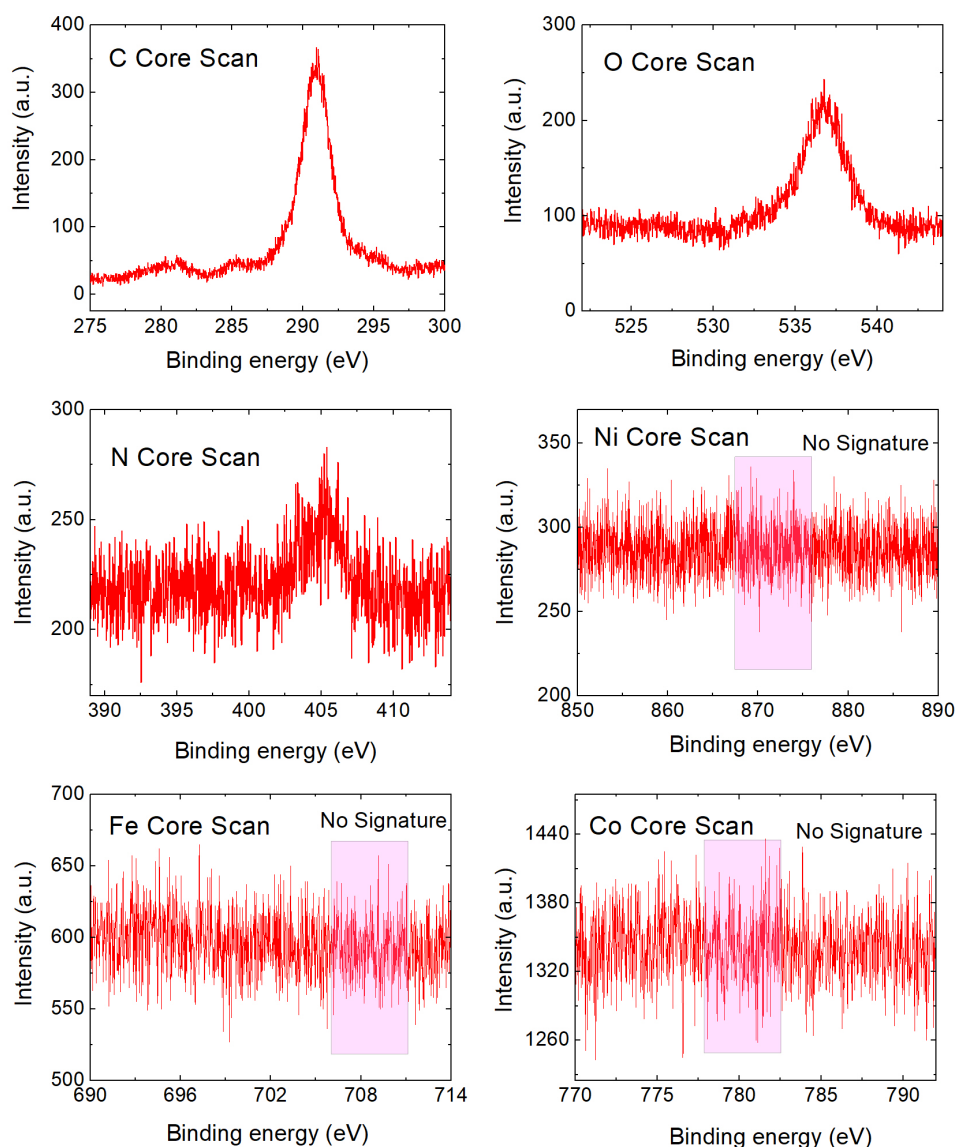 C Core Scan
400
300
200
100
0
275 280 285 290 295 300
Intensity (a.u.)
Binding energy (eV)
O Core Scan
300
200
100
0
525 530 535 540
Intensity (a.u.)
Binding energy (eV)
N Core Scan
300
250
200
390 395 400 405 410
Intensity (a.u.)
Binding energy (eV)
Ni Core Scan
No Signature
350
300
250
200
850 860 870 880 890
Intensity (a.u.)
Binding energy (eV)
Fe Core Scan
No Signature
700
650
600
550
500
690 696 702 708 714
Intensity (a.u.)
Binding energy (eV)
Co Core Scan
No Signature
1440
1380
1320
1260
770 775 780 785 790
Intensity (a.u.)
Binding energy (eV)